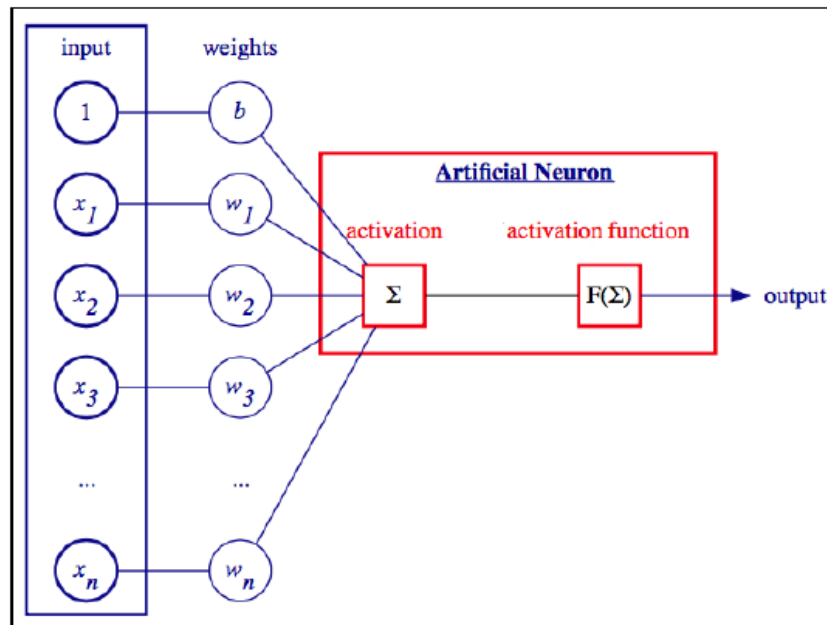 input weights
1 b
Artificial Neuron
x1 w1
activation activation function
x2 w2 Σ F(Σ) output
x3 w3
... ...
xn wn